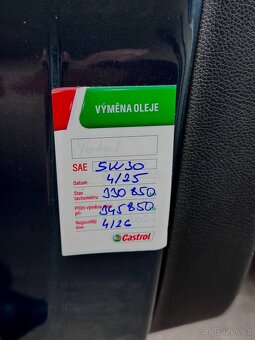 VÝMĚNA OLEJE
SAE 5W30
Datum: 4/25
Stav tachometru: 330 850
Příští výměna při: 345 850
Nejpozději dne: 4/26
Castrol